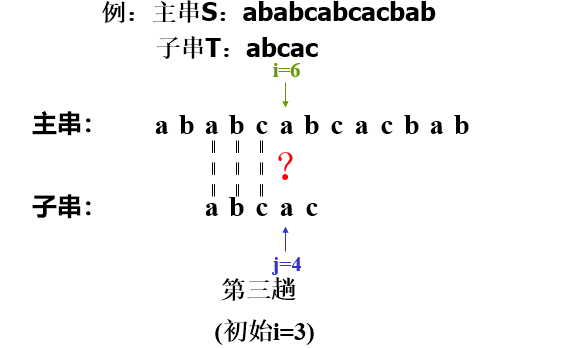 例：主串S：ababcabcacbab
子串T：abcac
i=6
主串： a b a b c a b c a c b a b
?
子串： a b c a c
j=4
第三趟
(初始i=3)